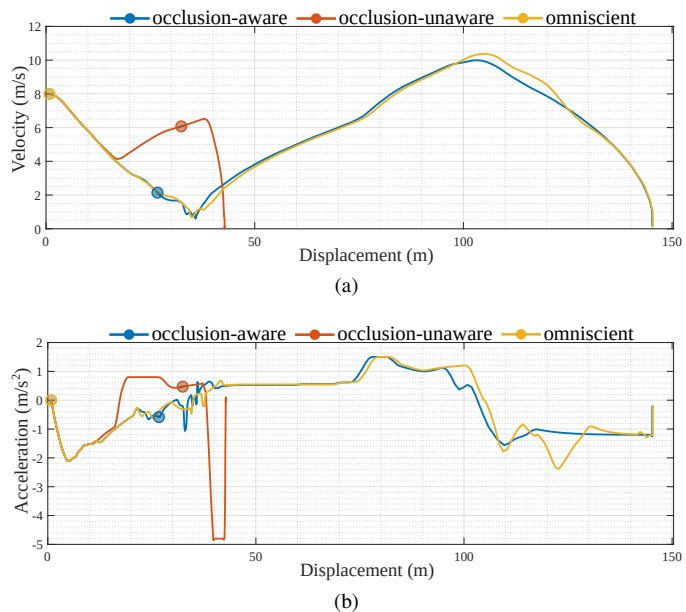 occlusion-aware occlusion-unaware omniscient
12
10
8
6
4
2
0
Velocity (m/s)
0 50 100 150
Displacement (m)
(a)
occlusion-aware occlusion-unaware omniscient
2
1
0
-1
-2
-3
-4
-5
Acceleration (m/s²)
0 50 100 150
Displacement (m)
(b)